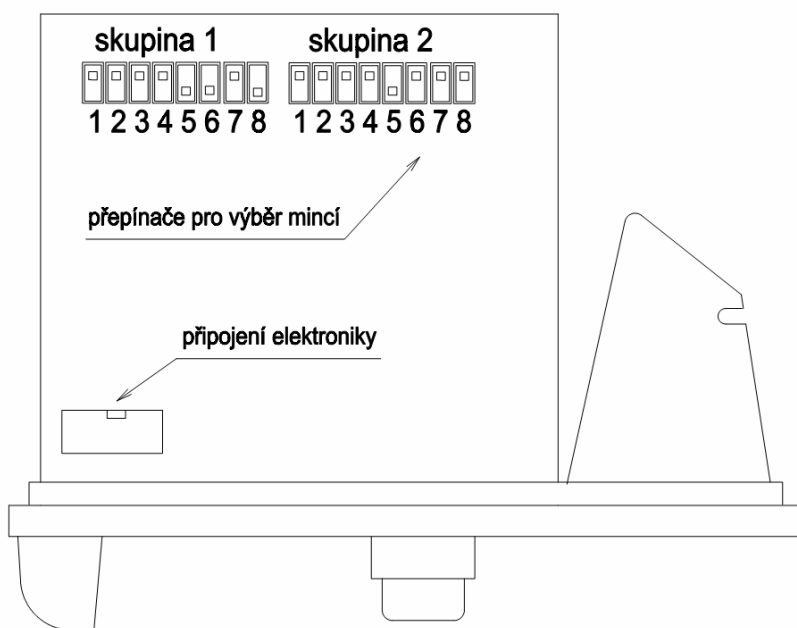 skupina 1 skupina 2
1 2 3 4 5 6 7 8 1 2 3 4 5 6 7 8
přepínače pro výběr mincí
připojení elektroniky